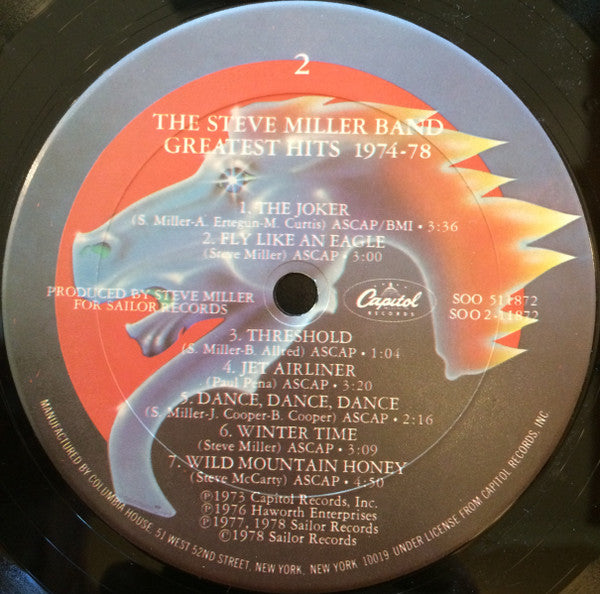 2
THE STEVE MILLER BAND
GREATEST HITS 1974-78
1. THE JOKER
(S. Miller-A. Ertegun-M. Curtis) ASCAP/BMI • 3:36
2. FLY LIKE AN EAGLE
(Steve Miller) ASCAP • 3:00
PRODUCED BY STEVE MILLER
FOR SAILOR RECORDS
Capitol
RECORDS
SOO 511872
SOO 2-11872
3. THRESHOLD
(S. Miller-B. Allred) ASCAP • 1:04
4. JET AIRLINER
(Paul Pena) ASCAP • 3:20
5. DANCE, DANCE, DANCE
(S. Miller-J. Cooper-B. Cooper) ASCAP • 2:16
6. WINTER TIME
(Steve Miller) ASCAP • 3:09
7. WILD MOUNTAIN HONEY
(Steve McCarty) ASCAP • 4:50
℗1973 Capitol Records, Inc.
℗1976 Haworth Enterprises
℗1977, 1978 Sailor Records
©1978 Sailor Records
MANUFACTURED BY COLUMBIA HOUSE, 51 WEST 52ND STREET, NEW YORK, NEW YORK 10019 UNDER LICENSE FROM CAPITOL RECORDS, INC